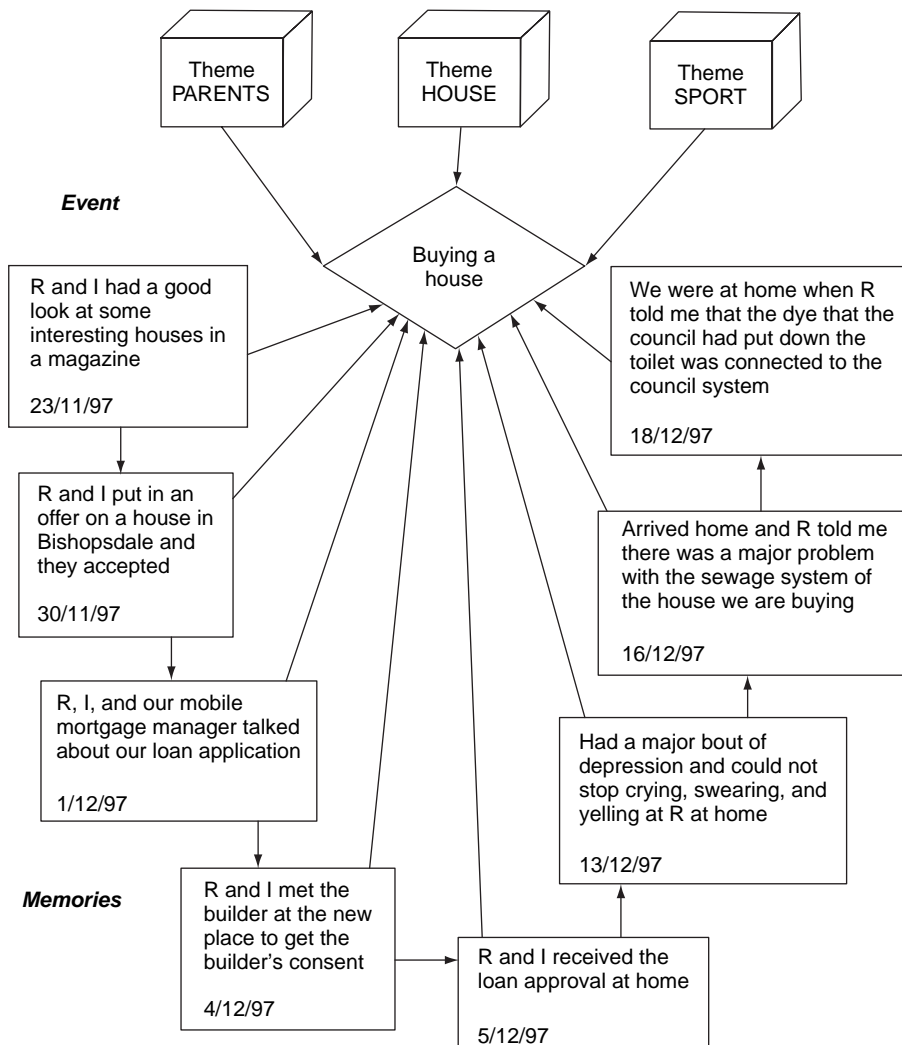 Theme
PARENTS
Theme
HOUSE
Theme
SPORT
Event
Buying a
house
R and I had a good
look at some
interesting houses in
a magazine
23/11/97
R and I put in an
offer on a house in
Bishopsdale and
they accepted
30/11/97
R, I, and our mobile
mortgage manager talked
about our loan application
1/12/97
Memories
R and I met the
builder at the new
place to get the
builder's consent
4/12/97
R and I received the
loan approval at home
5/12/97
Had a major bout of
depression and could not
stop crying, swearing, and
yelling at R at home
13/12/97
Arrived home and R told me
there was a major problem
with the sewage system of
the house we are buying
16/12/97
We were at home when R
told me that the dye that the
council had put down the
toilet was connected to the
council system
18/12/97